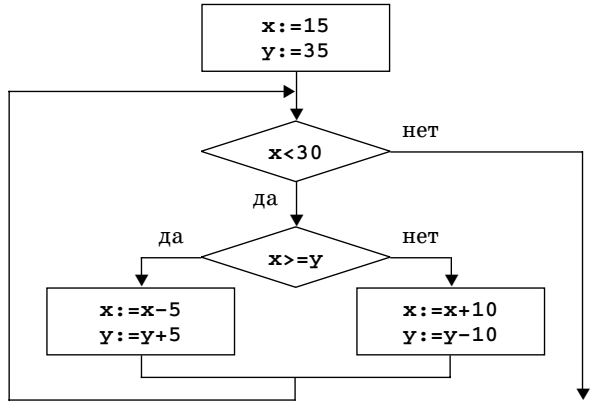 x:=15
y:=35
x<30
нет
да
x>=y
да
нет
x:=x-5
y:=y+5
x:=x+10
y:=y-10